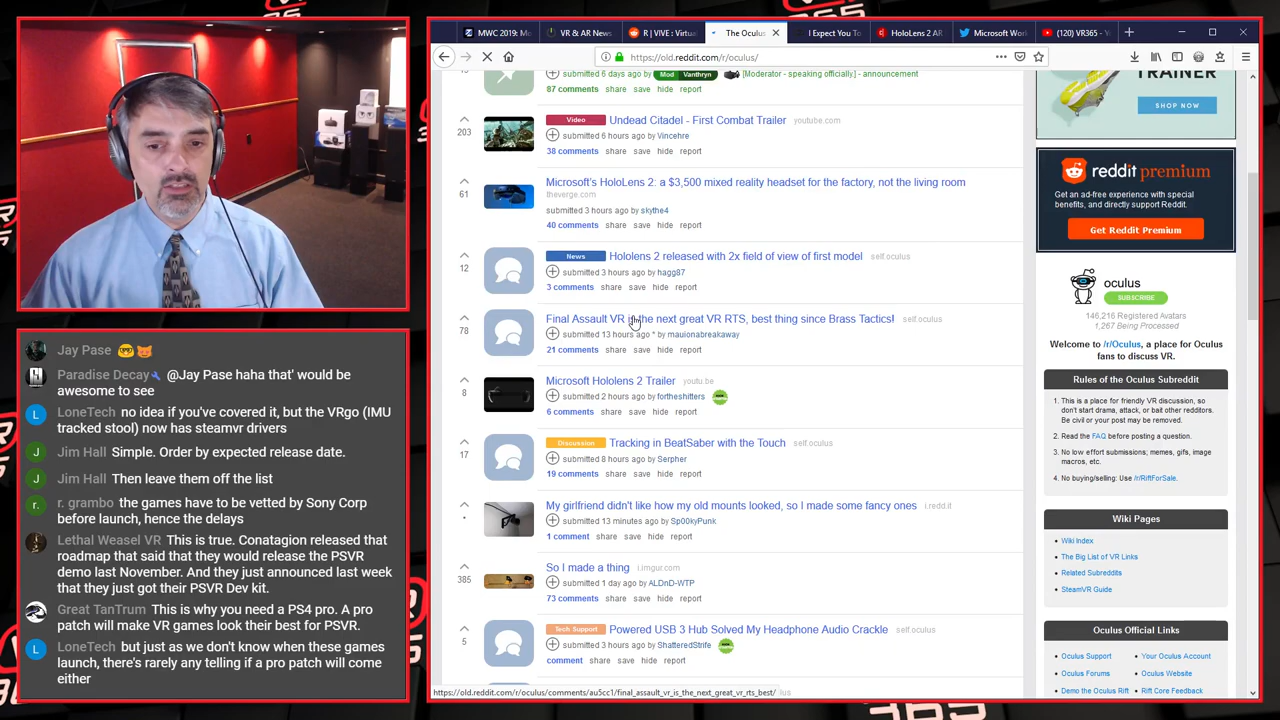 MWC 2019: Mo
VR & AR News
R | VIVE : Virtua
The Oculus
I Expect You To
HoloLens 2 AR
Microsoft Work
(120) VR365 - Yo
https://old.reddit.com/r/oculus/
submitted 6 days ago by Mod Vanthryn [Moderator - speaking officially] - announcement
87 comments share save hide report
203
Video Undead Citadel - First Combat Trailer youtube.com
submitted 6 hours ago by Vincehre
38 comments share save hide report
61
Microsoft's HoloLens 2: a $3,500 mixed reality headset for the factory, not the living room
theverge.com
submitted 3 hours ago by skythe4
40 comments share save hide report
12
News Hololens 2 released with 2x field of view of first model self.oculus
submitted 3 hours ago by hagg87
3 comments share save hide report
78
Final Assault VR is the next great VR RTS, best thing since Brass Tactics! self.oculus
submitted 13 hours ago * by mauionabreakaway
21 comments share save hide report
8
Microsoft Hololens 2 Trailer youtu.be
submitted 2 hours ago by fortheshitters
6 comments share save hide report
17
Discussion Tracking in BeatSaber with the Touch self.oculus
submitted 8 hours ago by Serpher
19 comments share save hide report
•
My girlfriend didn't like how my old mounts looked, so I made some fancy ones i.redd.it
submitted 13 minutes ago by Sp00kyPunk
1 comment share save hide report
385
So I made a thing i.imgur.com
submitted 1 day ago by ALDnD-WTP
73 comments share save hide report
5
Tech Support Powered USB 3 Hub Solved My Headphone Audio Crackle self.oculus
submitted 3 hours ago by ShatteredStrife
comment share save hide report
https://old.reddit.com/r/oculus/comments/au5cc1/final_assault_vr_is_the_next_great_vr_rts_best/
TRAINER
SHOP NOW
reddit premium
Get an ad-free experience with special
benefits, and directly support Reddit.
Get Reddit Premium
oculus
SUBSCRIBE
146,916 Registered Avatars
1,267 Being Processed
Welcome to /r/Oculus, a place for Oculus
fans to discuss VR.
Rules of the Oculus Subreddit
1. This is a place for friendly VR discussion, so
don't start drama, attack, or bait other redditors.
Be civil or your post may be removed.
2. Read the FAQ before posting a question.
3. No low effort submissions; memes, gifs, image
macros, etc.
4. No buying/selling: Use /r/RiftForSale.
Wiki Pages
• Wiki Index
• The Big List of VR Links
• Related Subreddits
• SteamVR Guide
Oculus Official Links
• Oculus Support • Your Oculus Account
• Oculus Forums • Oculus Website
• Demo the Oculus Rift • Rift Core Feedback
Jay Pase 🤓😺
Paradise Decay @Jay Pase haha that' would be
awesome to see
LoneTech no idea if you've covered it, but the VRgo (IMU
tracked stool) now has steamvr drivers
Jim Hall Simple. Order by expected release date.
Jim Hall Then leave them off the list
r. grambo the games have to be vetted by Sony Corp
before launch, hence the delays
Lethal Weasel VR This is true. Conatagion released that
roadmap that said that they would release the PSVR
demo last November. And they just announced last week
that they just got their PSVR Dev kit.
Great TanTrum This is why you need a PS4 pro. A pro
patch will make VR games look their best for PSVR.
LoneTech but just as we don't know when these games
launch, there's rarely any telling if a pro patch will come
either